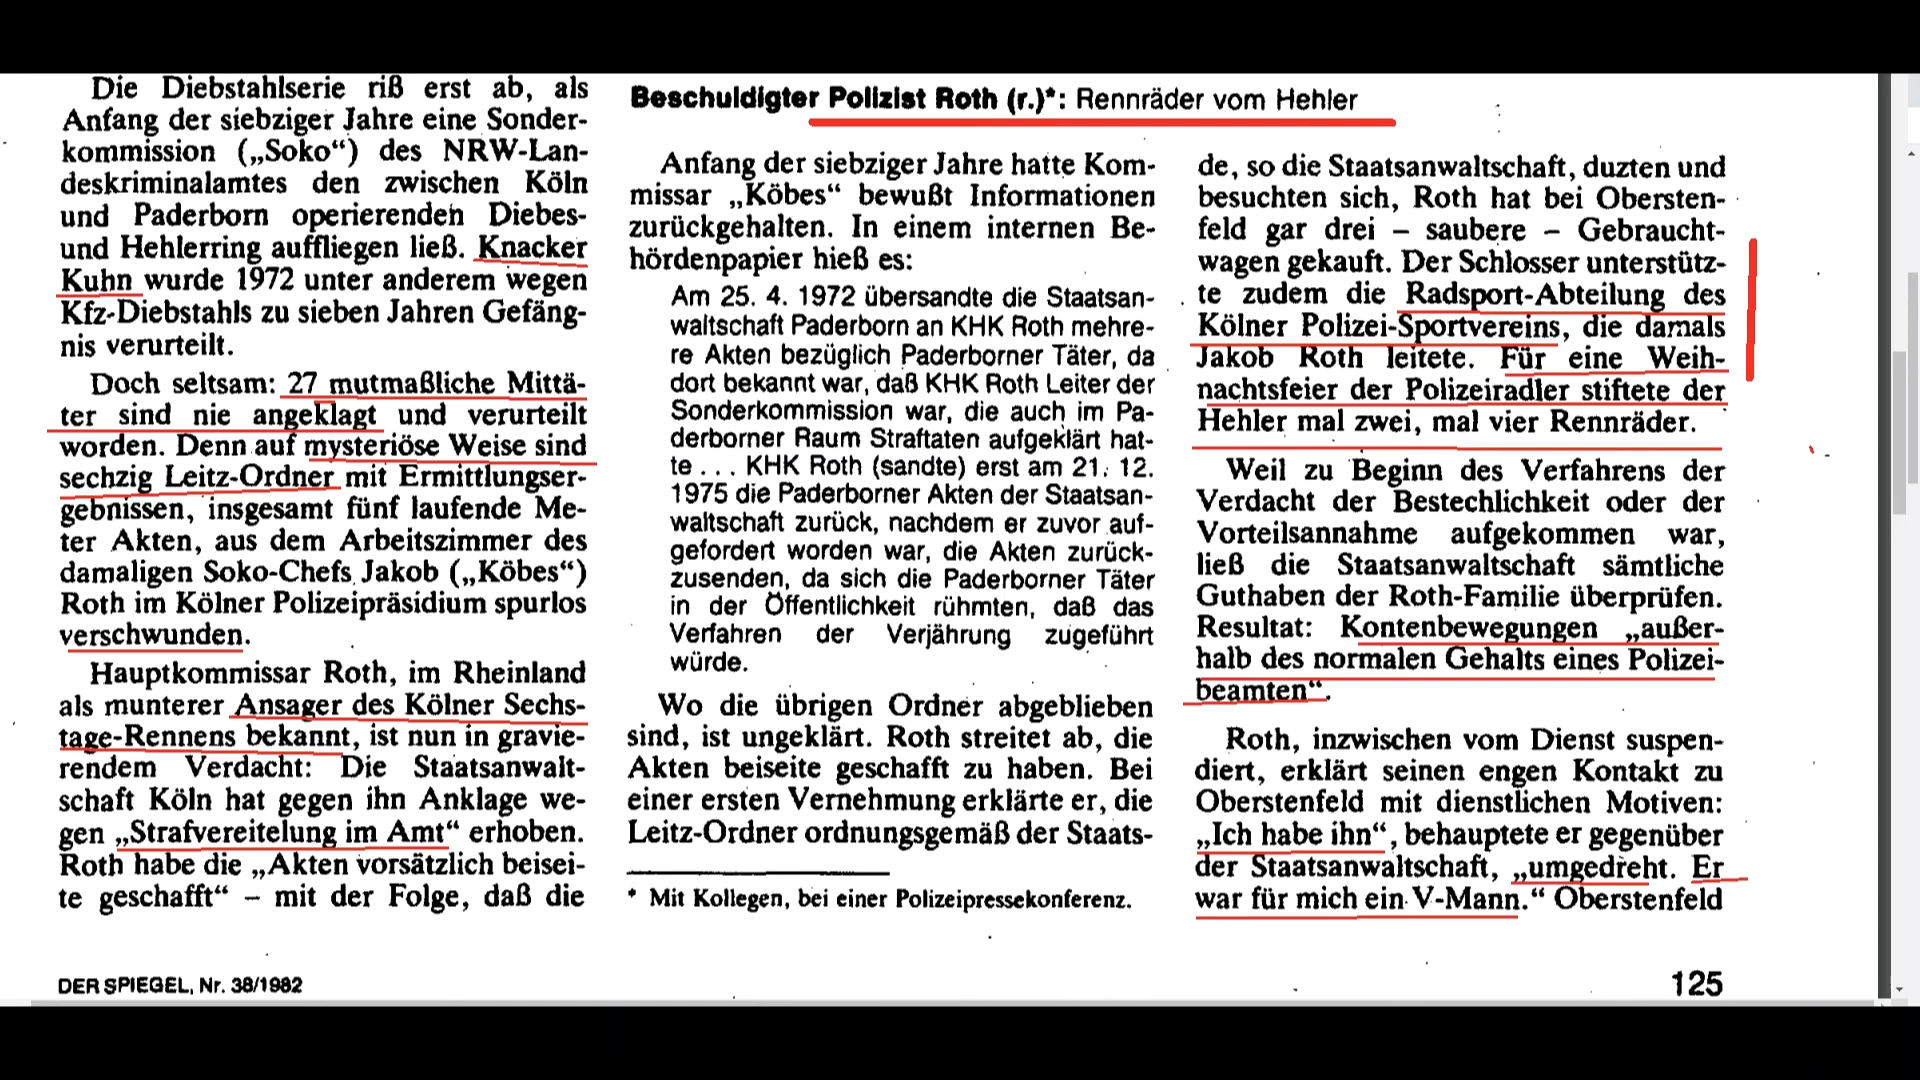 Die Diebstahlserie riß erst ab, als
Anfang der siebziger Jahre eine Sonder-
kommission („Soko“) des NRW-Lan-
deskriminalamtes den zwischen Köln
und Paderborn operierenden Diebes-
und Hehlerring auffliegen ließ. Knacker
Kuhn wurde 1972 unter anderem wegen
Kfz-Diebstahls zu sieben Jahren Gefäng-
nis verurteilt.
Doch seltsam: 27 mutmaßliche Mittä-
ter sind nie angeklagt und verurteilt
worden. Denn auf mysteriöse Weise sind
sechzig Leitz-Ordner mit Ermittlungser-
gebnissen, insgesamt fünf laufende Me-
ter Akten, aus dem Arbeitszimmer des
damaligen Soko-Chefs Jakob („Köbes“)
Roth im Kölner Polizeipräsidium spurlos
verschwunden.
Hauptkommissar Roth, im Rheinland
als munterer Ansager des Kölner Sechs-
tage-Rennens bekannt, ist nun in gravie-
rendem Verdacht: Die Staatsanwalt-
schaft Köln hat gegen ihn Anklage we-
gen „Strafvereitelung im Amt“ erhoben.
Roth habe die „Akten vorsätzlich beisei-
te geschafft“ – mit der Folge, daß die
Beschuldigter Polizist Roth (r.)*: Rennräder vom Hehler
Anfang der siebziger Jahre hatte Kom-
missar „Köbes“ bewußt Informationen
zurückgehalten. In einem internen Be-
hördenpapier hieß es:
Am 25. 4. 1972 übersandte die Staatsan-
waltschaft Paderborn an KHK Roth mehre-
re Akten bezüglich Paderborner Täter, da
dort bekannt war, daß KHK Roth Leiter der
Sonderkommission war, die auch im Pa-
derborner Raum Straftaten aufgeklärt hat-
te ... KHK Roth (sandte) erst am 21. 12.
1975 die Paderborner Akten der Staatsan-
waltschaft zurück, nachdem er zuvor auf-
gefordert worden war, die Akten zurück-
zusenden, da sich die Paderborner Täter
in der Öffentlichkeit rühmten, daß das
Verfahren der Verjährung zugeführt
würde.
Wo die übrigen Ordner abgeblieben
sind, ist ungeklärt. Roth streitet ab, die
Akten beiseite geschafft zu haben. Bei
einer ersten Vernehmung erklärte er, die
Leitz-Ordner ordnungsgemäß der Staats-
* Mit Kollegen, bei einer Polizeipressekonferenz.
de, so die Staatsanwaltschaft, duzten und
besuchten sich, Roth hat bei Obersten-
feld gar drei – saubere – Gebraucht-
wagen gekauft. Der Schlosser unterstütz-
te zudem die Radsport-Abteilung des
Kölner Polizei-Sportvereins, die damals
Jakob Roth leitete. Für eine Weih-
nachtsfeier der Polizeiradler stiftete der
Hehler mal zwei, mal vier Rennräder.
Weil zu Beginn des Verfahrens der
Verdacht der Bestechlichkeit oder der
Vorteilsannahme aufgekommen war,
ließ die Staatsanwaltschaft sämtliche
Guthaben der Roth-Familie überprüfen.
Resultat: Kontenbewegungen „außer-
halb des normalen Gehalts eines Polizei-
beamten“.
Roth, inzwischen vom Dienst suspen-
diert, erklärt seinen engen Kontakt zu
Oberstenfeld mit dienstlichen Motiven:
„Ich habe ihn“, behauptete er gegenüber
der Staatsanwaltschaft, „umgedreht. Er
war für mich ein V-Mann.“ Oberstenfeld
DER SPIEGEL, Nr. 38/1982
125